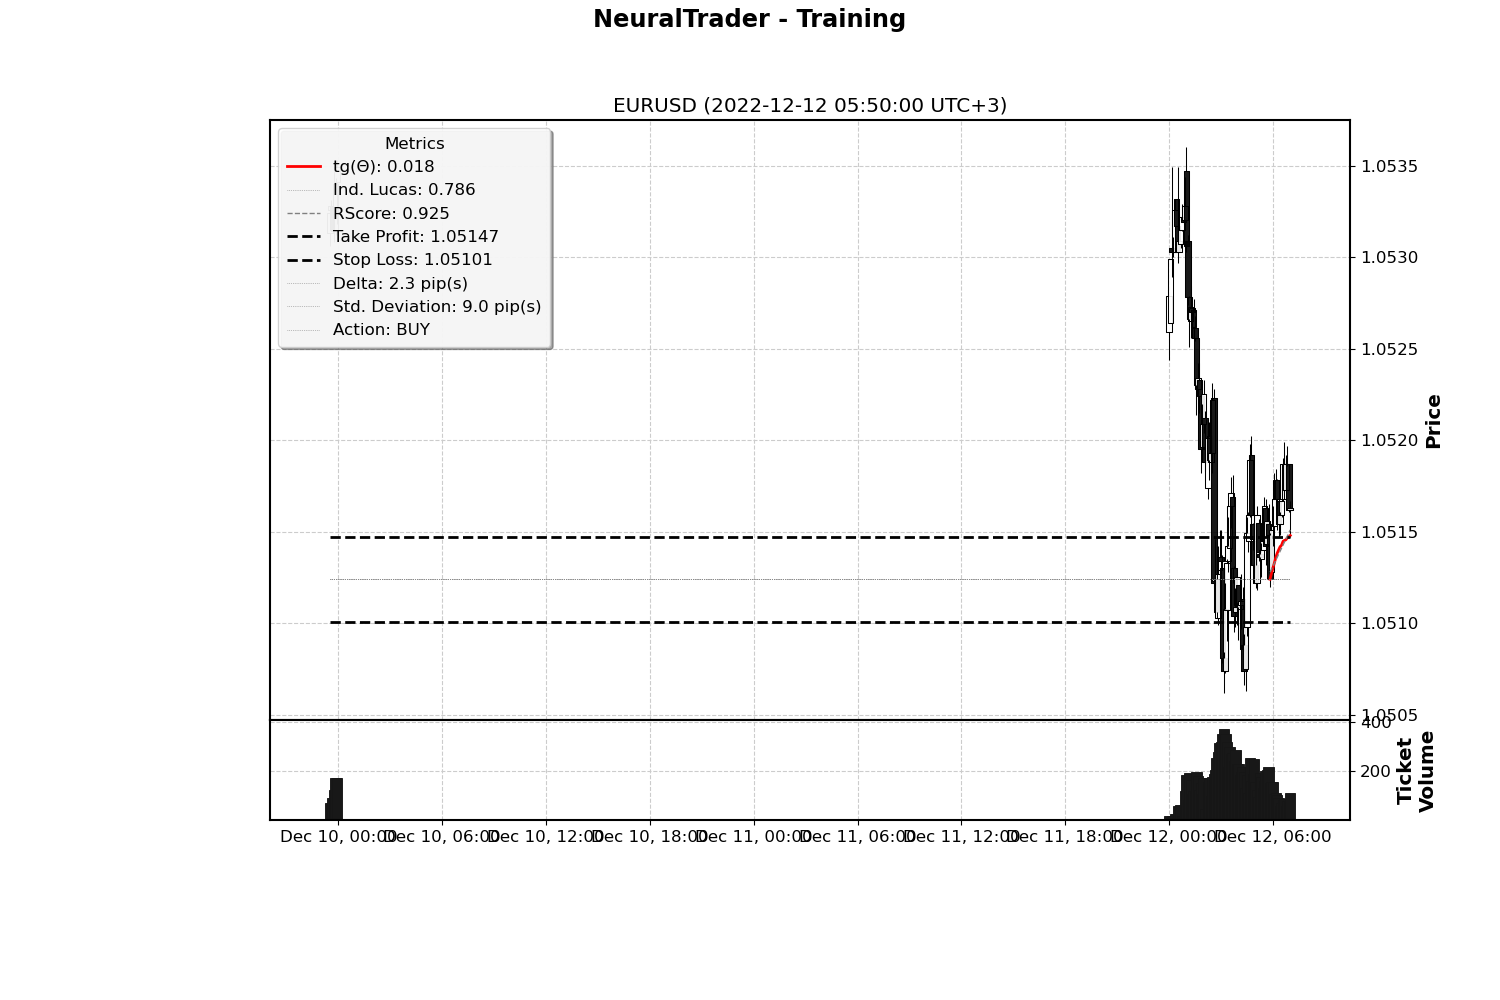 NeuralTrader - Training
EURUSD (2022-12-12 05:50:00 UTC+3)
Metrics
tg(Θ): 0.018
Ind. Lucas: 0.786
RScore: 0.925
Take Profit: 1.05147
Stop Loss: 1.05101
Delta: 2.3 pip(s)
Std. Deviation: 9.0 pip(s)
Action: BUY
1.0535
1.0530
1.0525
1.0520
1.0515
1.0510
1.0505
Price
400
200
Ticket
Volume
Dec 10, 00:00
Dec 10, 06:00
Dec 10, 12:00
Dec 10, 18:00
Dec 11, 00:00
Dec 11, 06:00
Dec 11, 12:00
Dec 11, 18:00
Dec 12, 00:00
Dec 12, 06:00